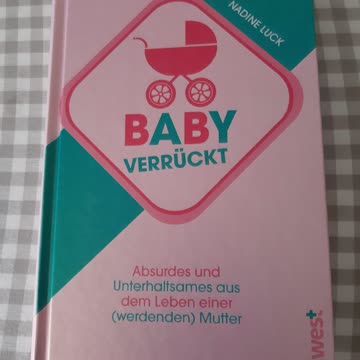 NADINE LUCK
BABY
VERRÜCKT
Absurdes und
Unterhaltsames aus
dem Leben einer
(werdenden) Mutter
west